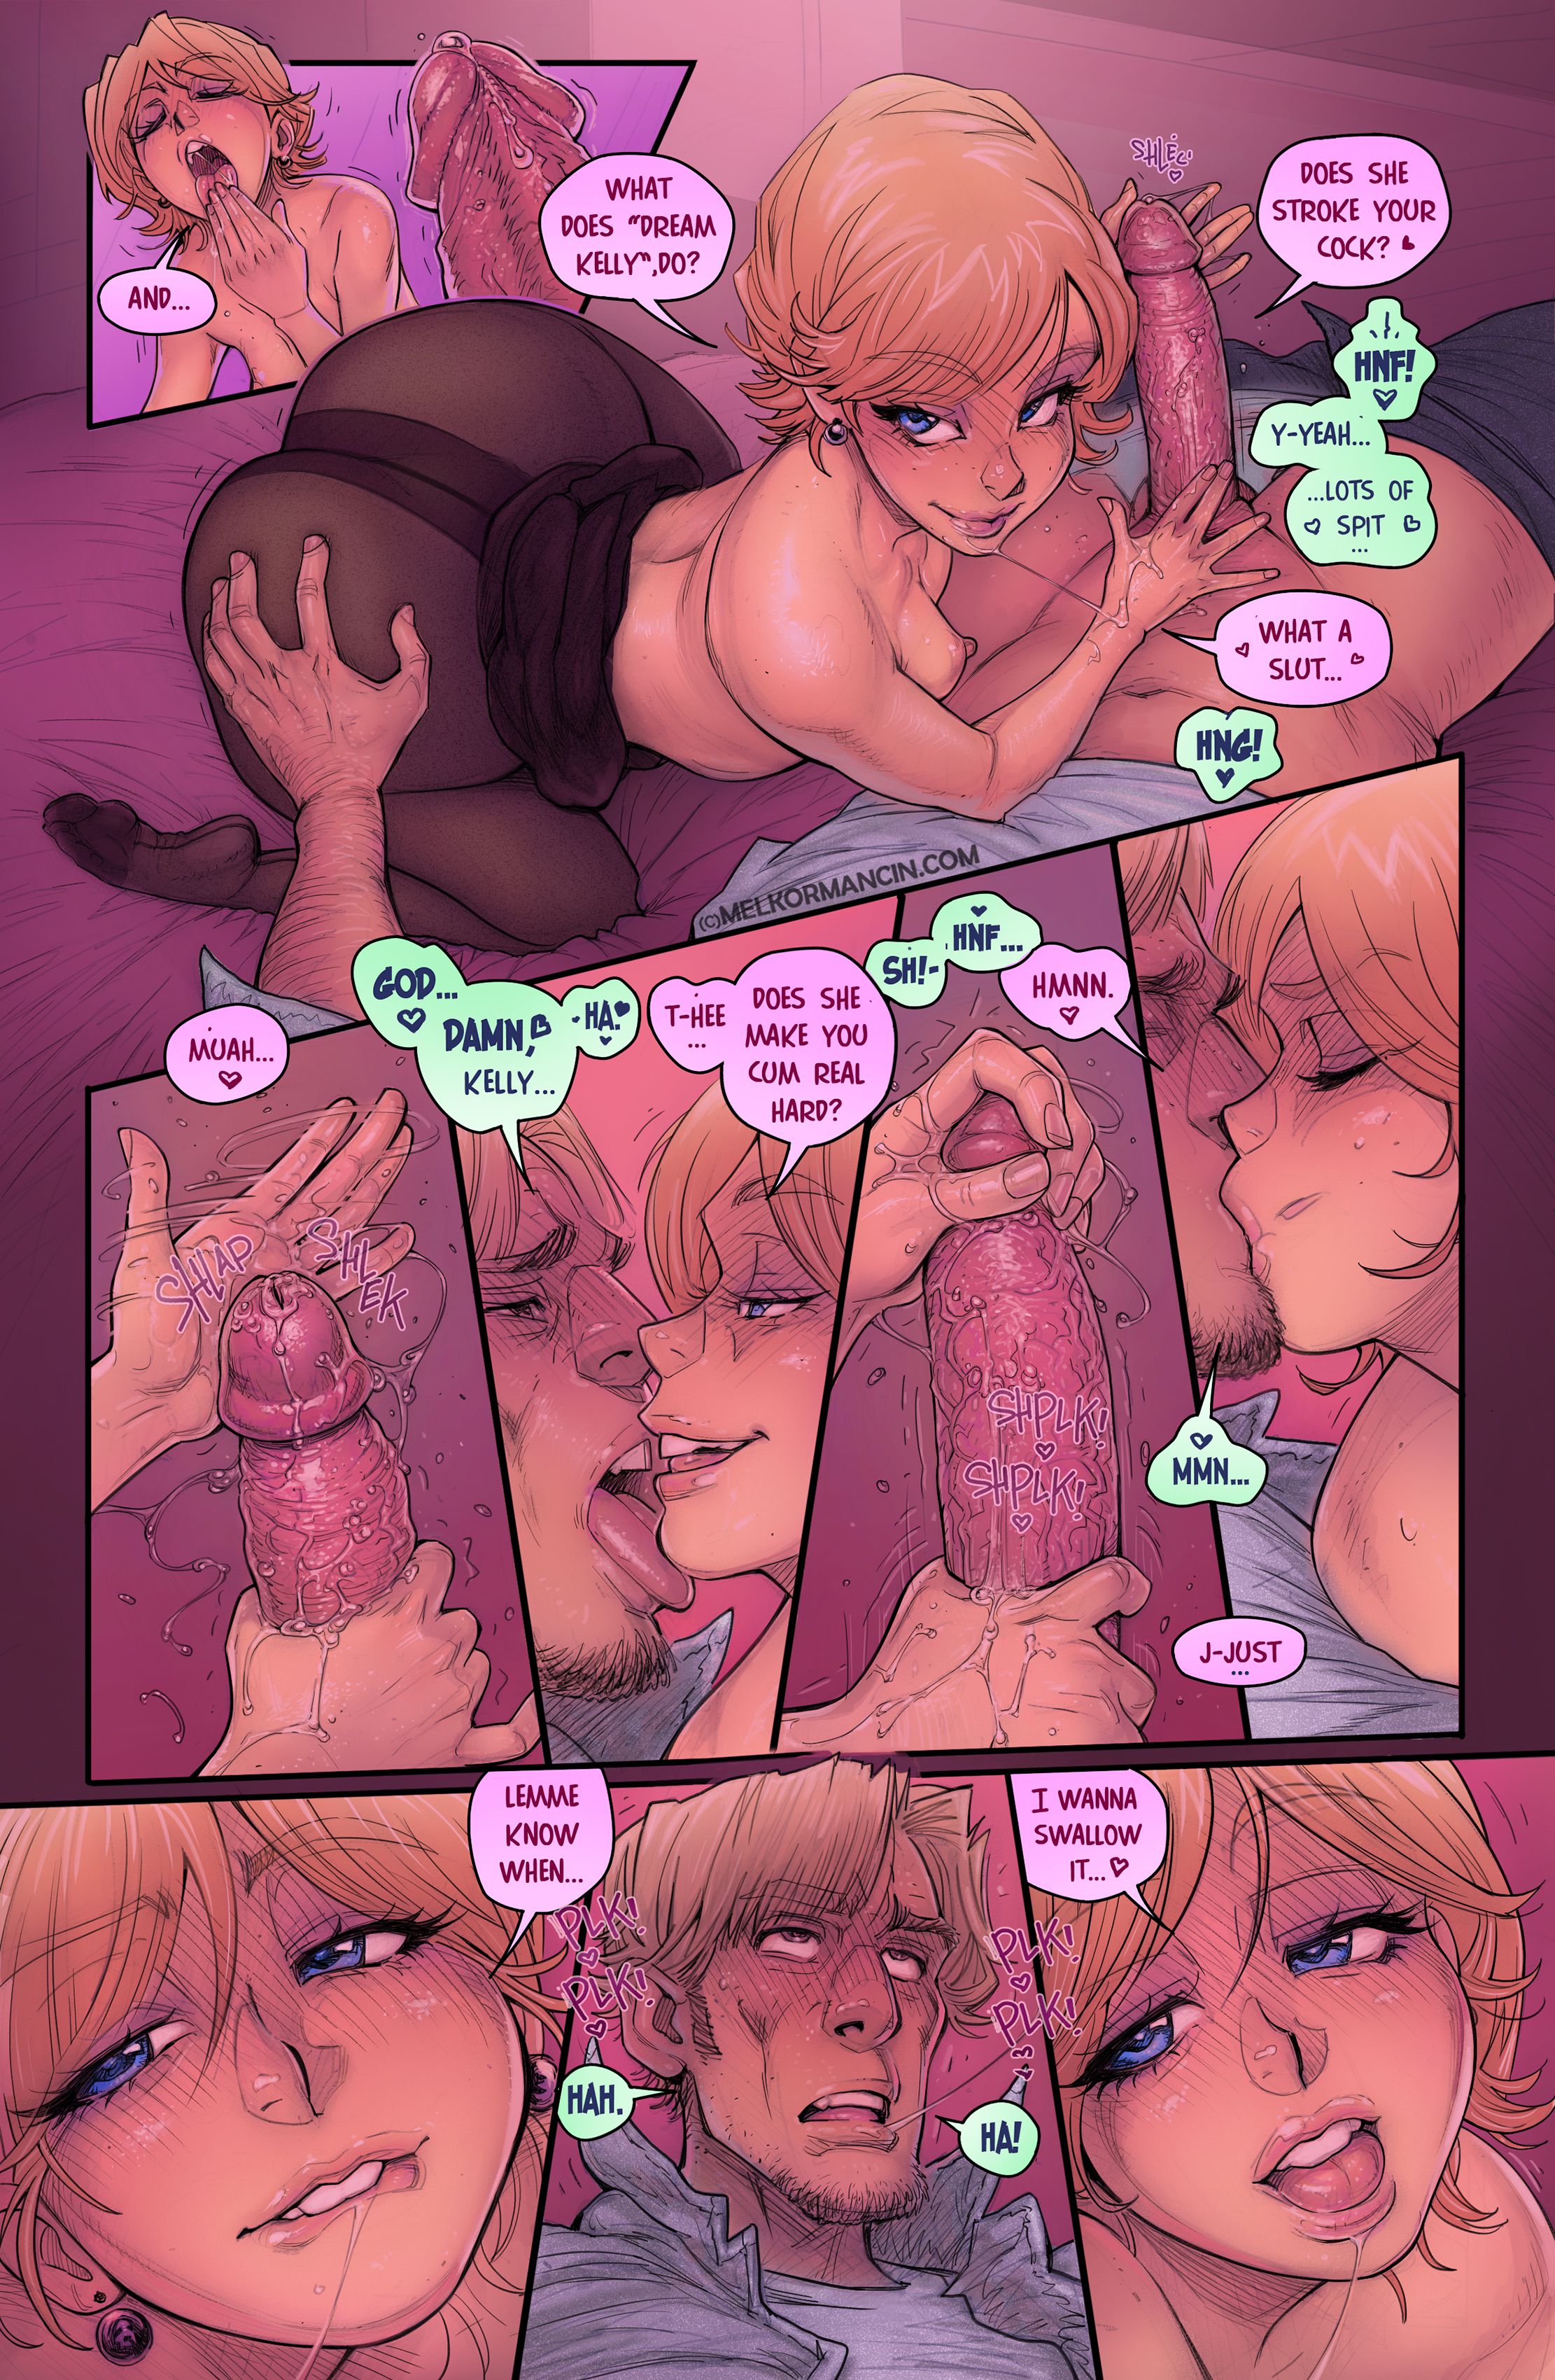 AND...
WHAT
DOES "DREAM
KELLY",DO?
SHLEC
DOES SHE
STROKE YOUR
COCK?
HNF!
Y-YEAH...
...LOTS OF
SPIT
...
WHAT A
SLUT...
HNG!
(C)MELKORMANCIN.COM
MUAH...
GOD...
DAMN,
KELLY...
-HA!
T-HEE
...
DOES SHE
MAKE YOU
CUM REAL
HARD?
SH!-
HNF...
HMNN.
SHLAP
SHL
EK
SHPLK!
SHPLK!
MMN...
J-JUST
...
LEMME
KNOW
WHEN...
PLK!
PLK!
HAH.
PLK!
PLK!
HA!
I WANNA
SWALLOW
IT...